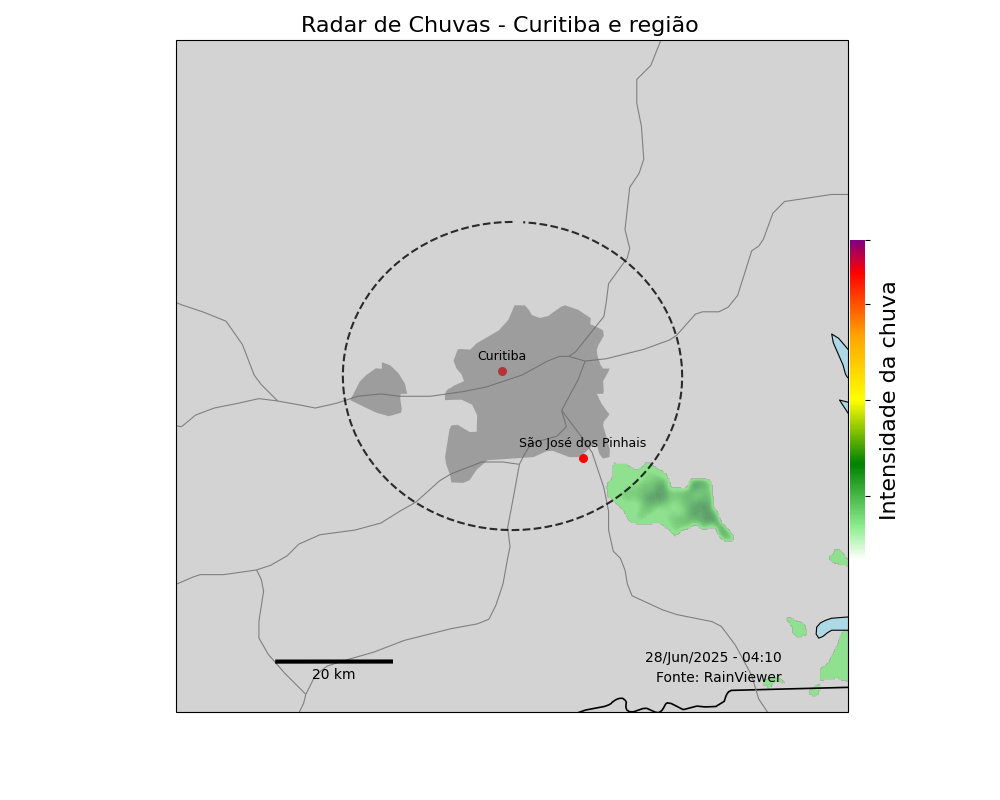 Radar de Chuvas - Curitiba e região
Curitiba
São José dos Pinhais
Intensidade da chuva
28/Jun/2025 - 04:10
Fonte: RainViewer
20 km